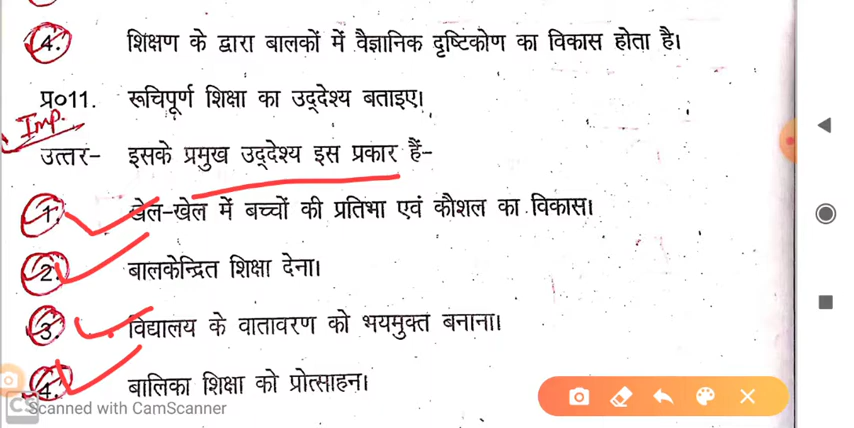 4. शिक्षण के द्वारा बालकों में वैज्ञानिक दृष्टिकोण का विकास होता है।
प्र०11. रूचिपूर्ण शिक्षा का उद्देश्य बताइए।
Imp.
उत्तर- इसके प्रमुख उद्देश्य इस प्रकार हैं-
1. खेल-खेल में बच्चों की प्रतिभा एवं कौशल का विकास।
2. बालकेन्द्रित शिक्षा देना।
3. विद्यालय के वातावरण को भयमुक्त बनाना।
4. बालिका शिक्षा को प्रोत्साहन।
CS Scanned with CamScanner